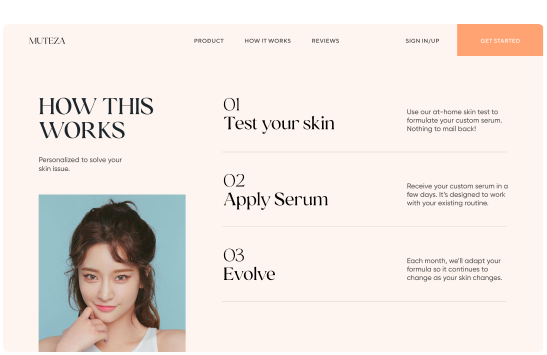 MUTEZA
PRODUCT
HOW IT WORKS
REVIEWS
SIGN IN/UP
GET STARTED
HOW THIS
WORKS
Personalized to solve your
skin issue.
01
Test your skin
Use our at-home skin test to
formulate your custom serum.
Nothing to mail back!
02
Apply Serum
Receive your custom serum in a
few days. It's designed to work
with your existing routine.
03
Evolve
Each month, we'll adapt your
formula so it continues to
change as your skin changes.